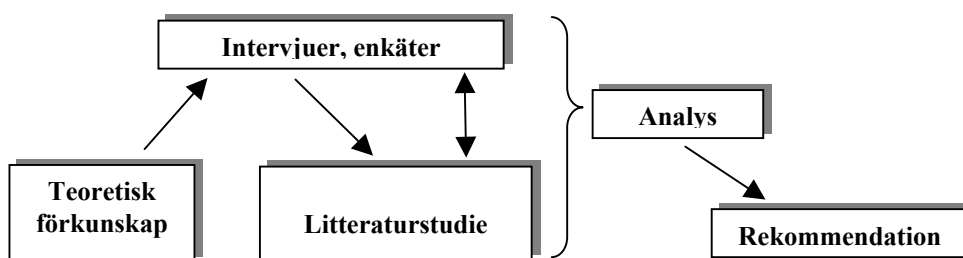 Intervjuer, enkäter
Analys
Teoretisk
förkunskap
Litteraturstudie
Rekommendation